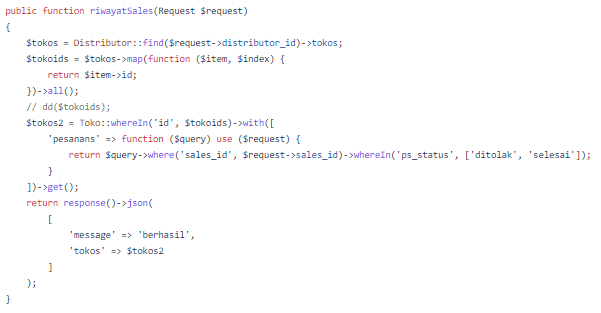 public function riwayatSales(Request $request)
{
$tokos = Distributor::find($request->distributor_id)->tokos;
$tokoids = $tokos->map(function ($item, $index) {
return $item->id;
})->all();
// dd($tokoids);
$tokos2 = Toko::whereIn('id', $tokoids)->with([
'pesanans' => function ($query) use ($request) {
return $query->where('sales_id', $request->sales_id)->whereIn('ps_status', ['ditolak', 'selesai']);
}
])->get();
return response()->json(
[
'message' => 'berhasil',
'tokos' => $tokos2
]
);
}